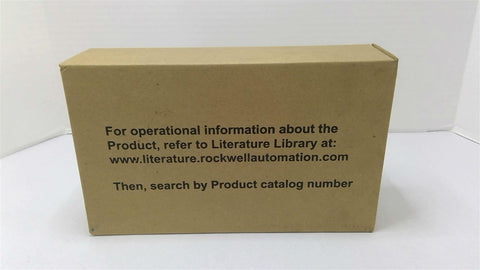 For operational information about the
Product, refer to Literature Library at:
www.literature.rockwellautomation.com
Then, search by Product catalog number